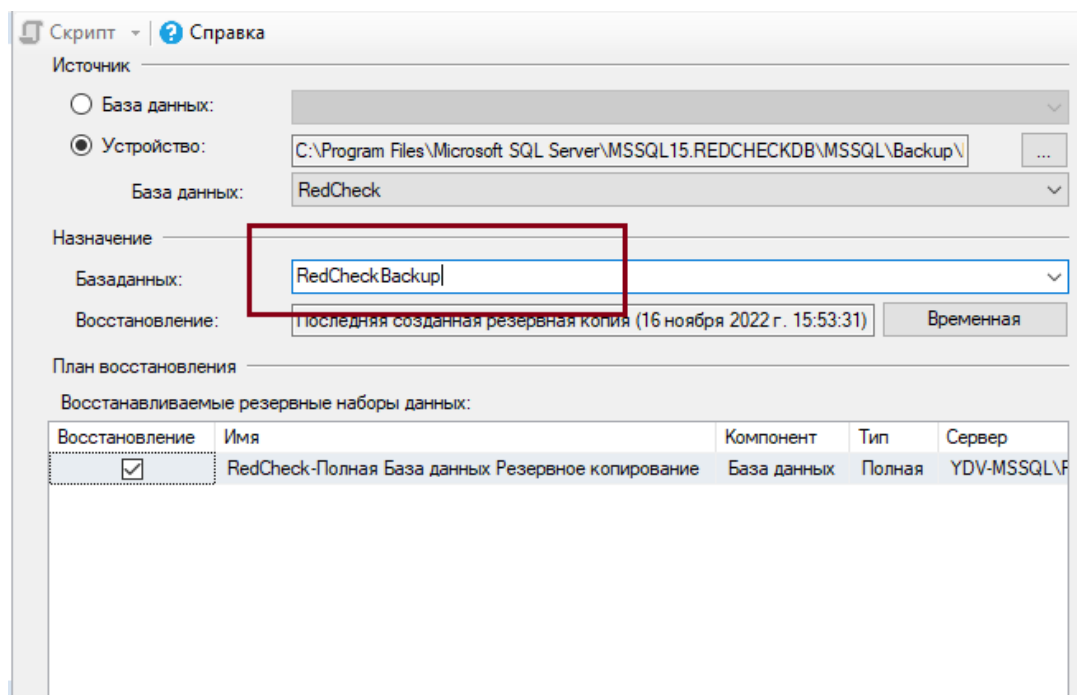 Скрипт Справка
Источник
База данных:
Устройство: C:\Program Files\Microsoft SQL Server\MSSQL15.REDCHECKDB\MSSQL\Backup\ ...
База данных: RedCheck
Назначение
Базаданных: RedCheckBackup
Восстановление: Последняя созданная резервная копия (16 ноября 2022 г. 15:53:31) Временная
План восстановления
Восстанавливаемые резервные наборы данных:
Восстановление Имя Компонент Тип Сервер
RedCheck-Полная База данных Резервное копирование База данных Полная YDV-MSSQL\